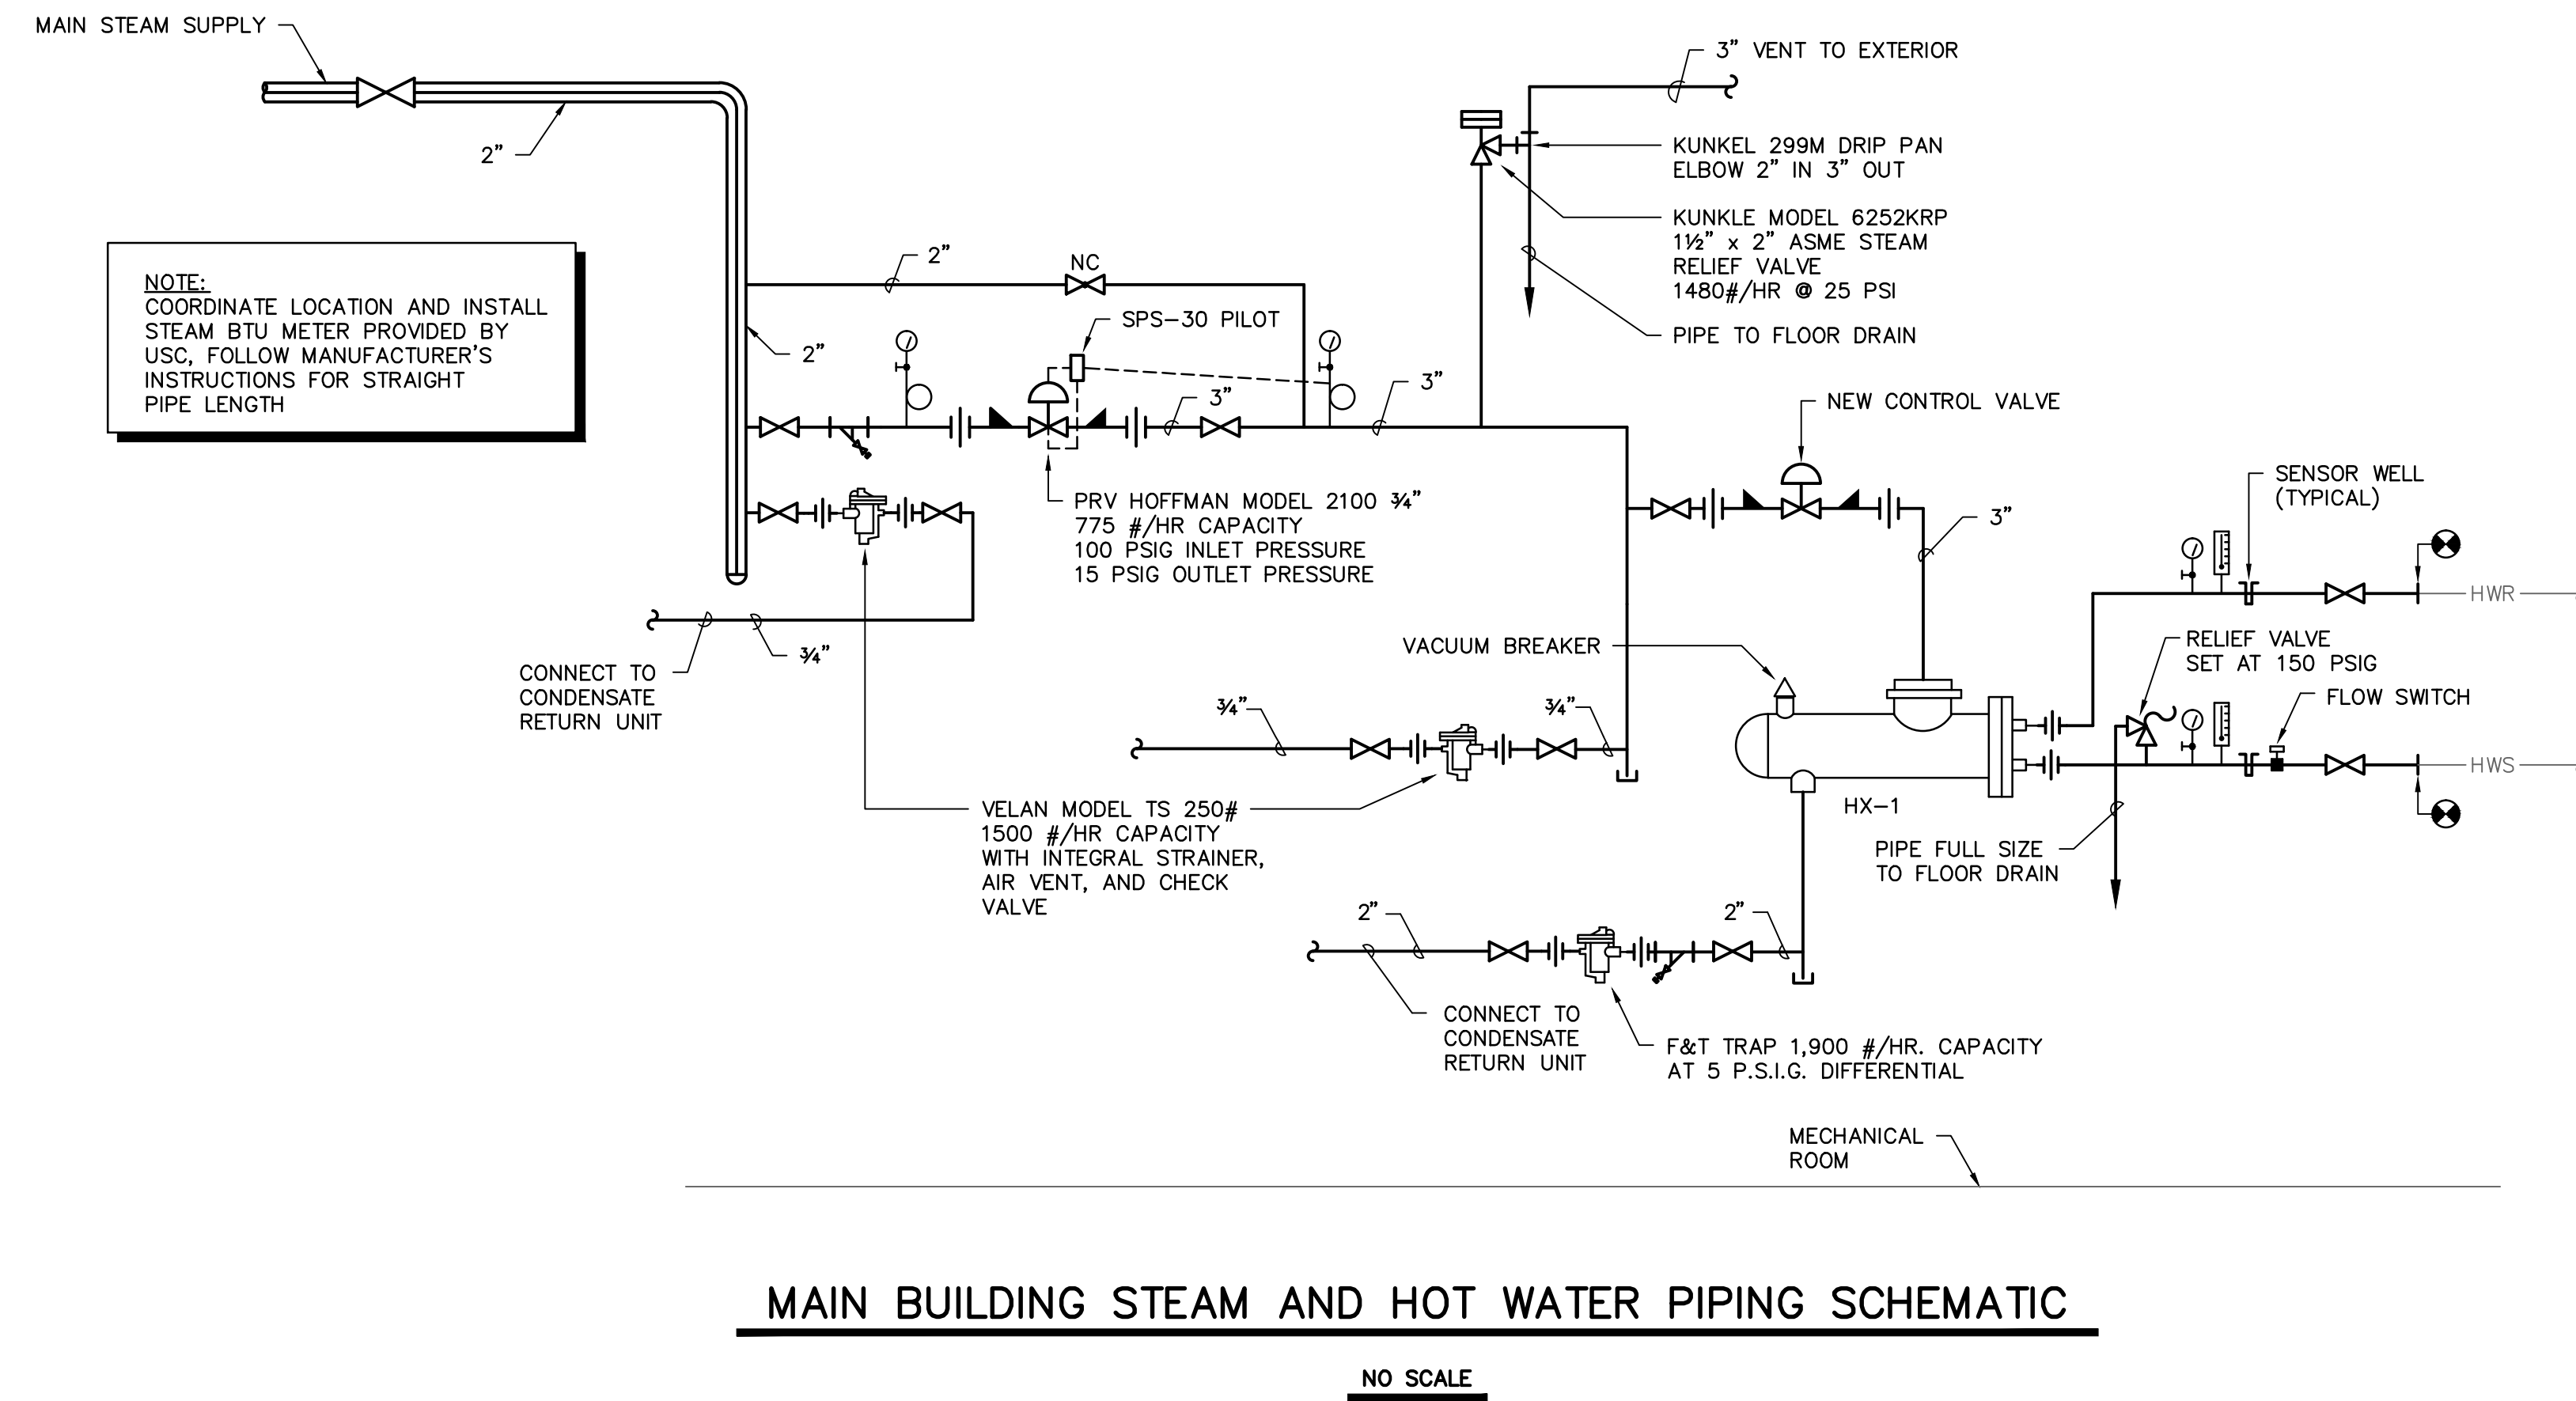 MAIN STEAM SUPPLY
2”
NOTE:
COORDINATE LOCATION AND INSTALL
STEAM BTU METER PROVIDED BY
USC, FOLLOW MANUFACTURER'S
INSTRUCTIONS FOR STRAIGHT
PIPE LENGTH
2”
NC
2”
SPS-30 PILOT
3”
3”
3” VENT TO EXTERIOR
KUNKEL 299M DRIP PAN
ELBOW 2” IN 3” OUT
KUNKLE MODEL 6252KRP
1½” x 2” ASME STEAM
RELIEF VALVE
1480#/HR @ 25 PSI
PIPE TO FLOOR DRAIN
NEW CONTROL VALVE
PRV HOFFMAN MODEL 2100 ¾”
775 #/HR CAPACITY
100 PSIG INLET PRESSURE
15 PSIG OUTLET PRESSURE
3”
SENSOR WELL
(TYPICAL)
HWR
CONNECT TO
CONDENSATE
RETURN UNIT
¾”
VACUUM BREAKER
RELIEF VALVE
SET AT 150 PSIG
FLOW SWITCH
HWS
¾”
¾”
VELAN MODEL TS 250#
1500 #/HR CAPACITY
WITH INTEGRAL STRAINER,
AIR VENT, AND CHECK
VALVE
HX-1
PIPE FULL SIZE
TO FLOOR DRAIN
2”
2”
CONNECT TO
CONDENSATE
RETURN UNIT
F&T TRAP 1,900 #/HR. CAPACITY
AT 5 P.S.I.G. DIFFERENTIAL
MECHANICAL
ROOM
MAIN BUILDING STEAM AND HOT WATER PIPING SCHEMATIC
NO SCALE